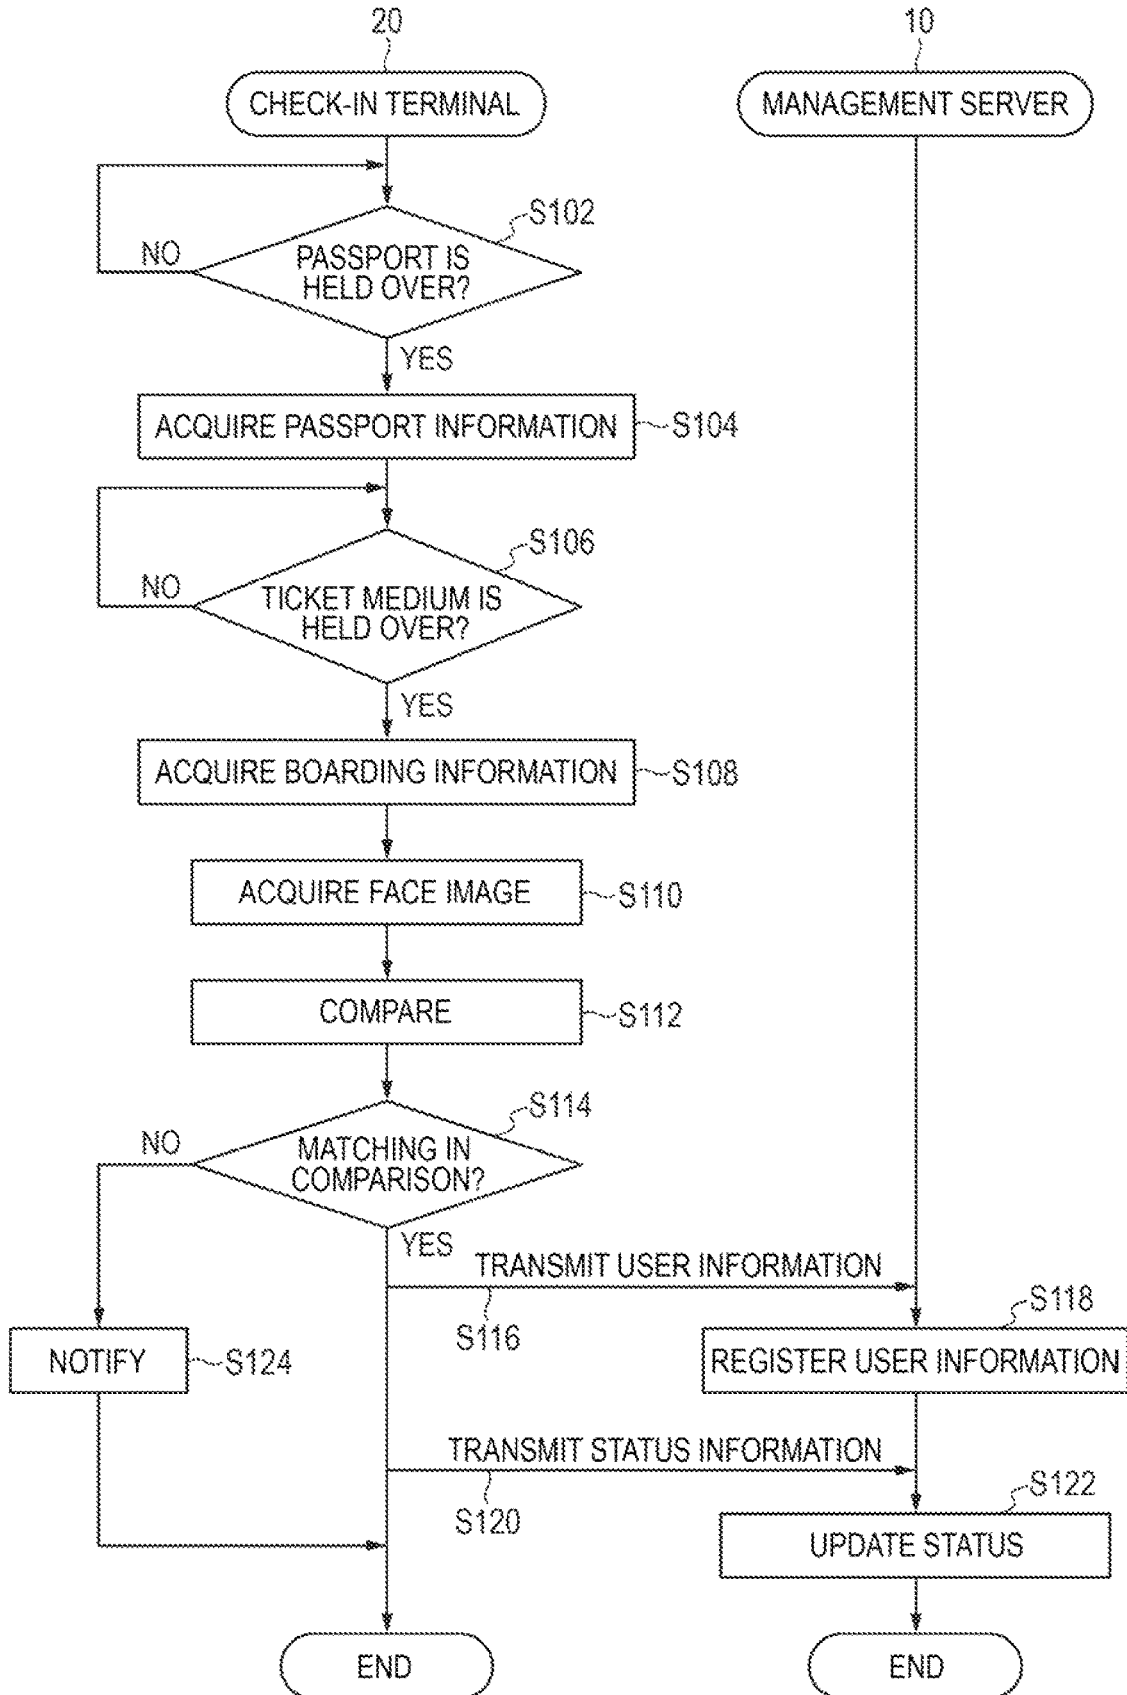 20
10
CHECK-IN TERMINAL
MANAGEMENT SERVER
S102
NO
PASSPORT IS
HELD OVER?
YES
ACQUIRE PASSPORT INFORMATION
S104
S106
NO
TICKET MEDIUM IS
HELD OVER?
YES
ACQUIRE BOARDING INFORMATION
S108
ACQUIRE FACE IMAGE
S110
COMPARE
S112
S114
NO
MATCHING IN
COMPARISON?
YES
TRANSMIT USER INFORMATION
S116
S118
NOTIFY
S124
REGISTER USER INFORMATION
TRANSMIT STATUS INFORMATION
S120
S122
UPDATE STATUS
END
END